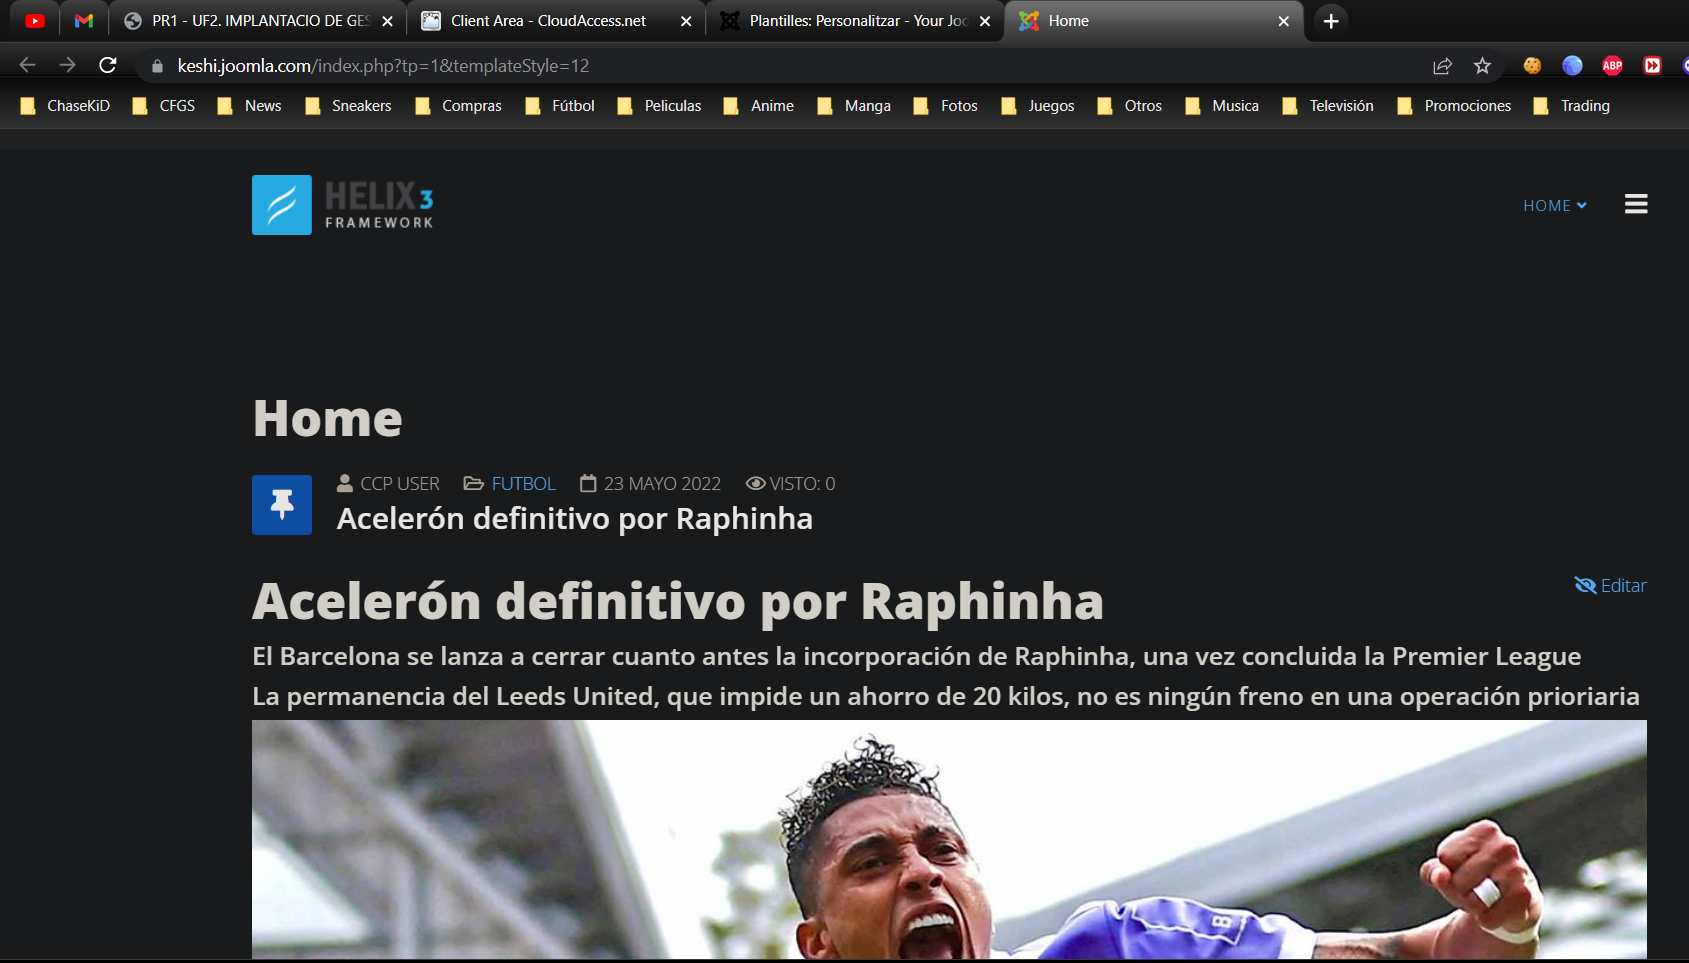 PR1 - UF2. IMPLANTACIO DE GES
Client Area - CloudAccess.net
Plantilles: Personalitzar - Your Joo
Home
keshi.joomla.com/index.php?tp=1&templateStyle=12
ABP
ChaseKiD
CFGS
News
Sneakers
Compras
Fútbol
Peliculas
Anime
Manga
Fotos
Juegos
Otros
Musica
Televisión
Promociones
Trading
HELIX3
FRAMEWORK
HOME
Home
CCP USER FUTBOL 23 MAYO 2022 VISTO: 0
Acelerón definitivo por Raphinha
Acelerón definitivo por Raphinha
Editar
El Barcelona se lanza a cerrar cuanto antes la incorporación de Raphinha, una vez concluida la Premier League
La permanencia del Leeds United, que impide un ahorro de 20 kilos, no es ningún freno en una operación prioriaria